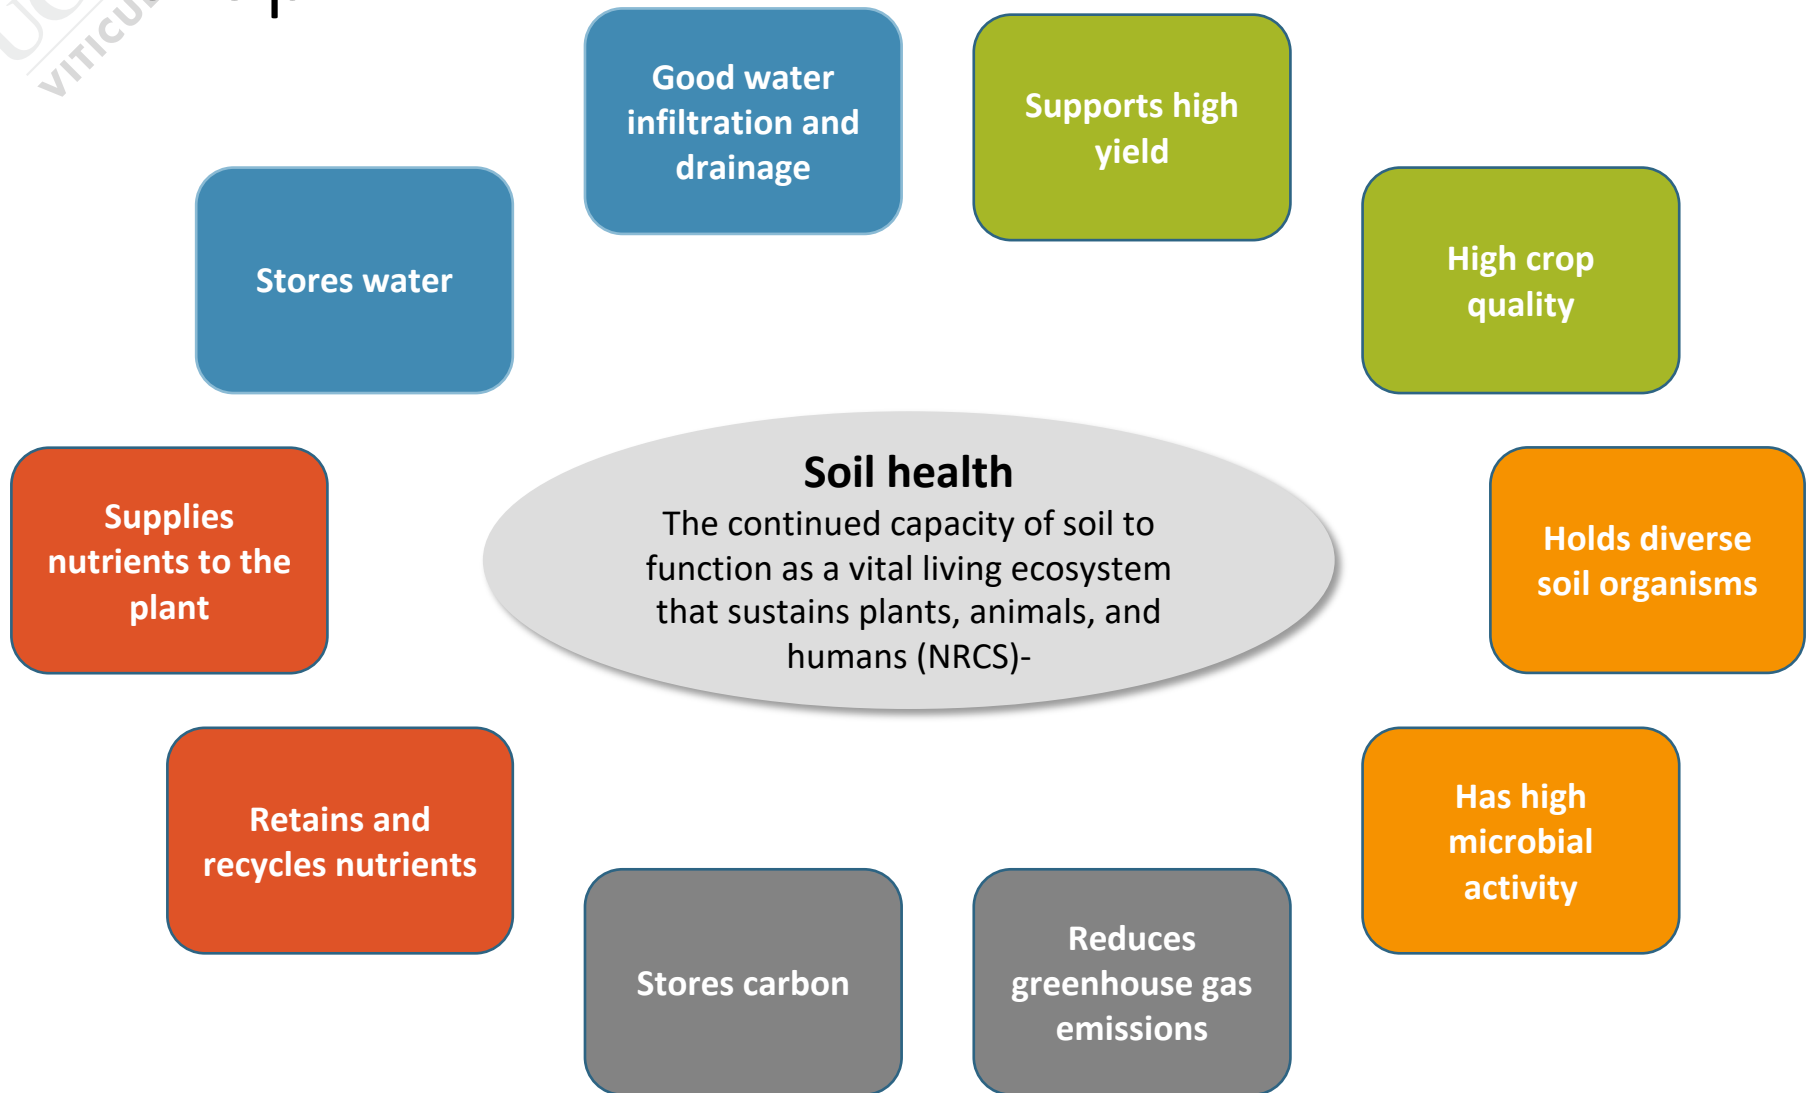 Good water
infiltration and
drainage
Supports high
yield
Stores water
High crop
quality
Soil health
The continued capacity of soil to
function as a vital living ecosystem
that sustains plants, animals, and
humans (NRCS)-
Supplies
nutrients to the
plant
Holds diverse
soil organisms
Retains and
recycles nutrients
Has high
microbial
activity
Stores carbon
Reduces
greenhouse gas
emissions